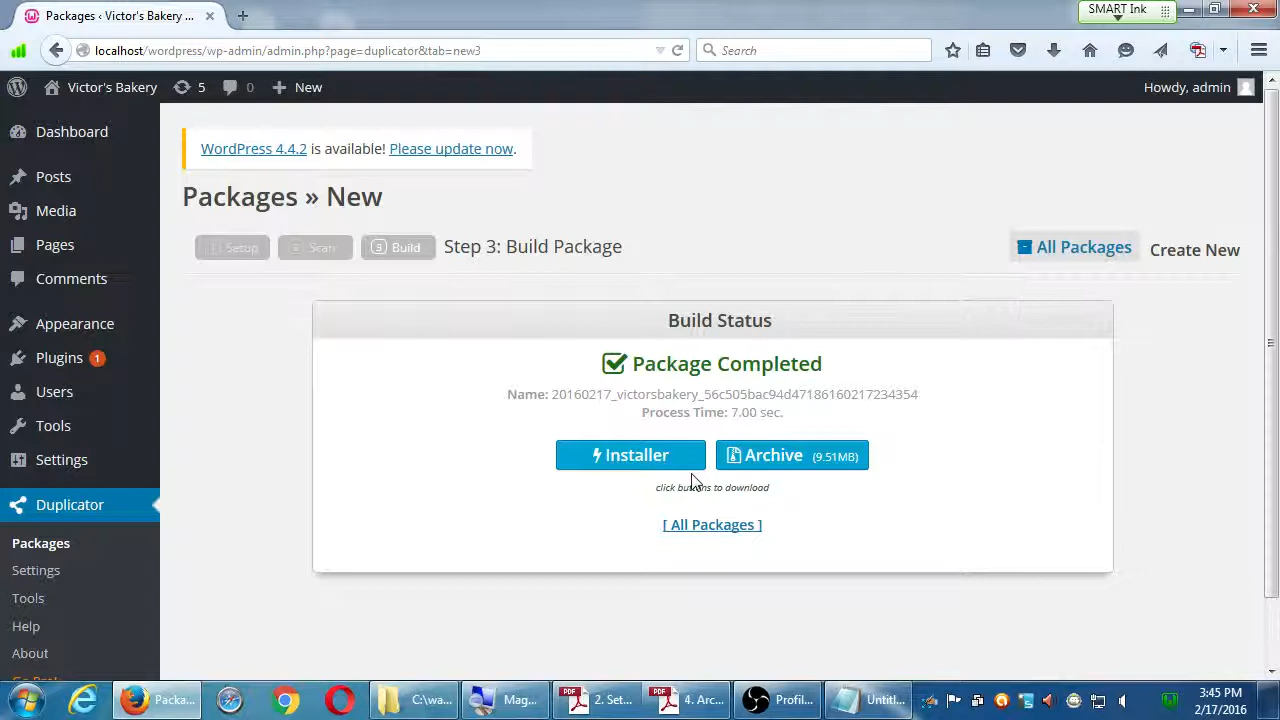 Packages ‹ Victor's Bakery ...
SMART Ink
localhost/wordpress/wp-admin/admin.php?page=duplicator&tab=new3
Search
Victor's Bakery 5 0 New
Howdy, admin
Dashboard
Posts
Media
Pages
Comments
Appearance
Plugins 1
Users
Tools
Settings
Duplicator
Packages
Settings
Tools
Help
About
WordPress 4.4.2 is available! Please update now.
Packages » New
Setup
Scan
3 Build
Step 3: Build Package
All Packages
Create New
Build Status
Package Completed
Name: 20160217_victorsbakery_56c505bac94d47186160217234354
Process Time: 7.00 sec.
Installer
Archive (9.51MB)
click buttons to download
[ All Packages ]
Packa...
C:\wa...
Mag...
2. Set...
4. Arc...
Profil...
Untitl...
3:45 PM
2/17/2016